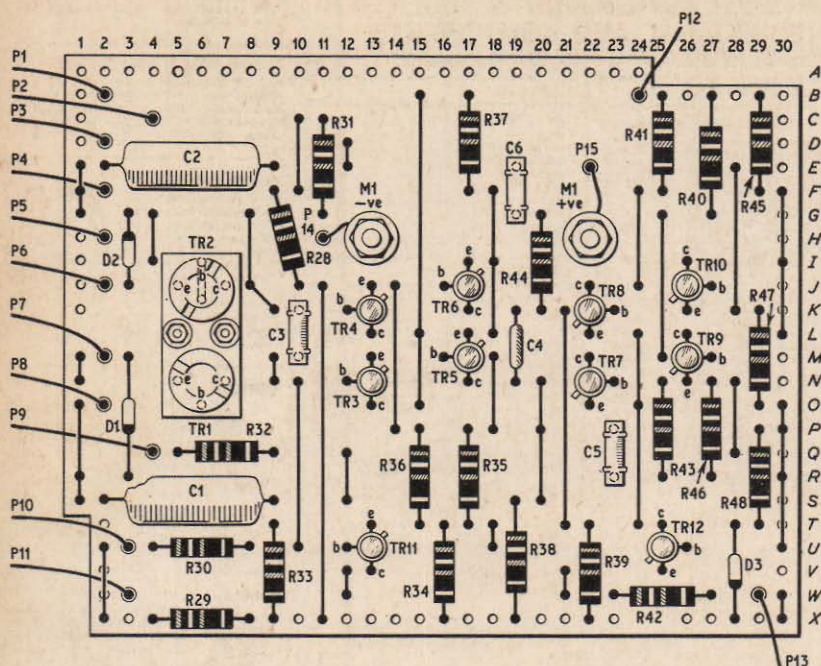 P12
1 2 3 4 5 6 7 8 9 10 11 12 13 14 15 16 17 18 19 20 21 22 23 24 25 26 27 28 29 30
P1
P2
P3
P4
P5
P6
P7
P8
P9
P10
P11
A
B
C
D
E
F
G
H
I
J
K
L
M
N
O
P
Q
R
S
T
U
V
W
X
R31
R37
C6
P15
R41
R40
R45
C2
M1
-ve
P
14
M1
+ve
D2
TR2
e b c
R28
R44
e
b
TR4
c
e
b
TR6
c
c
b
TR8
e
TR10
c
b
e
R47
C3
C4
e
b
TR3
c
e
b
TR5
c
c
b
TR7
e
c
TR9
b
e
D1
e b c
TR1
R32
R36
R35
C5
R43
R46
R48
C1
R30
R33
e
b
TR11
c
R34
R38
R39
c
TR12
b
e
D3
R29
R42
P13